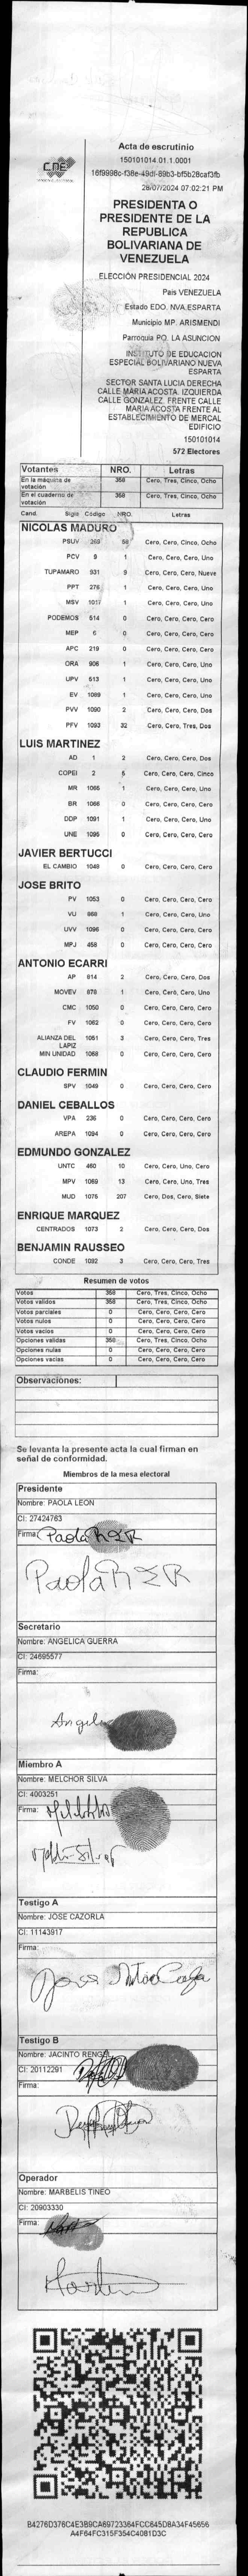 CNE
Acta de escrutinio
150101014.01.1.0001
28/07/2024 07:02:21 PM
PRESIDENTA O
PRESIDENTE DE LA
REPUBLICA
BOLIVARIANA DE
VENEZUELA
ELECCIÓN PRESIDENCIAL 2024
Pais VENEZUELA
Estado EDO. NVA.ESPARTA
Municipio MP. ARISMENDI
Parroquia PQ. LA ASUNCION
INSTITUTO DE EDUCACION
ESPECIAL BOLIVARIANO NUEVA
ESPARTA
SECTOR SANTA LUCIA DERECHA
CALLE MARIA ACOSTA. IZQUIERDA
CALLE GONZALEZ. FRENTE CALLE
MARIA ACOSTA FRENTE AL
ESTABLECIMIENTO DE MERCAL
EDIFICIO
150101014
572 Electores
Votantes NRO. Letras
En la máquina de votación 358 Cero, Tres, Cinco, Ocho
En el cuaderno de votación 358 Cero, Tres, Cinco, Ocho
Cand. Sigls Código NRO. Letras
NICOLAS MADURO
PSUV 58 Cero, Cero, Cinco, Ocho
PCV 9 1 Cero, Cero, Cero, Uno
TUPAMARO 931 9 Cero, Cero, Cero, Nueve
PPT 276 1 Cero, Cero, Cero, Uno
MSV 1017 1 Cero, Cero, Cero, Uno
PODEMOS 514 0 Cero, Cero, Cero, Cero
MEP 6 0 Cero, Cero, Cero, Cero
APC 219 0 Cero, Cero, Cero, Cero
ORA 906 1 Cero, Cero, Cero, Uno
UPV 613 1 Cero, Cero, Cero, Uno
EV 1089 1 Cero, Cero, Cero, Uno
PVV 1090 2 Cero, Cero, Cero, Dos
PFV 1093 32 Cero, Cero, Tres, Dos
LUIS MARTINEZ
AD 1 2 Cero, Cero, Cero, Dos
COPEI 2 5 Cero, Cero, Cero, Cinco
MR 1065 1 Cero, Cero, Cero, Uno
BR 1066 0 Cero, Cero, Cero, Cero
DDP 1091 1 Cero, Cero, Cero, Uno
UNE 1095 0 Cero, Cero, Cero, Cero
JAVIER BERTUCCI
EL CAMBIO 1048 0 Cero, Cero, Cero, Cero
JOSE BRITO
PV 1053 0 Cero, Cero, Cero, Cero
VU 868 1 Cero, Cero, Cero, Uno
UVV 1096 0 Cero, Cero, Cero, Cero
MPJ 458 0 Cero, Cero, Cero, Cero
ANTONIO ECARRI
AP 614 2 Cero, Cero, Cero, Dos
MOVEV 878 1 Cero, Cero, Cero, Uno
CMC 1050 0 Cero, Cero, Cero, Cero
FV 1062 0 Cero, Cero, Cero, Cero
ALIANZA DEL LAPIZ 1051 3 Cero, Cero, Cero, Tres
MIN UNIDAD 1068 0 Cero, Cero, Cero, Cero
CLAUDIO FERMIN
SPV 1049 0 Cero, Cero, Cero, Cero
DANIEL CEBALLOS
VPA 236 0 Cero, Cero, Cero, Cero
AREPA 1094 0 Cero, Cero, Cero, Cero
EDMUNDO GONZALEZ
UNTC 460 10 Cero, Cero, Uno, Cero
MPV 1069 13 Cero, Cero, Uno, Tres
MUD 1075 207 Cero, Dos, Cero, Siete
ENRIQUE MARQUEZ
CENTRADOS 1073 2 Cero, Cero, Cero, Dos
BENJAMIN RAUSSEO
CONDE 1092 3 Cero, Cero, Cero, Tres
Resumen de votos
Votos 358 Cero, Tres, Cinco, Ocho
Votos validos 358 Cero, Tres, Cinco, Ocho
Votos parciales 0 Cero, Cero, Cero, Cero
Votos nulos 0 Cero, Cero, Cero, Cero
Votos vacios 0 Cero, Cero, Cero, Cero
Opciones validas 358 Cero, Tres, Cinco, Ocho
Opciones nulas 0 Cero, Cero, Cero, Cero
Opciones vacias 0 Cero, Cero, Cero, Cero
Observaciones:
Se levanta la presente acta la cual firman en
señal de conformidad.
Miembros de la mesa electoral
Presidente
Nombre: PAOLA LEON
CI: 27424763
Firma:
Secretario
Nombre: ANGELICA GUERRA
CI: 24695577
Firma:
Miembro A
Nombre: MELCHOR SILVA
CI: 4003251
Firma:
Testigo A
Nombre: JOSE CAZORLA
CI: 11143917
Firma:
Testigo B
Nombre: JACINTO RENGEL
CI: 20112291
Firma:
Operador
Nombre: MARBELIS TINEO
CI: 20903330
Firma:
B4276D376C4E3B9CA69723364FCC645D8A34F45656
A4F64FC315F354C4081D3C